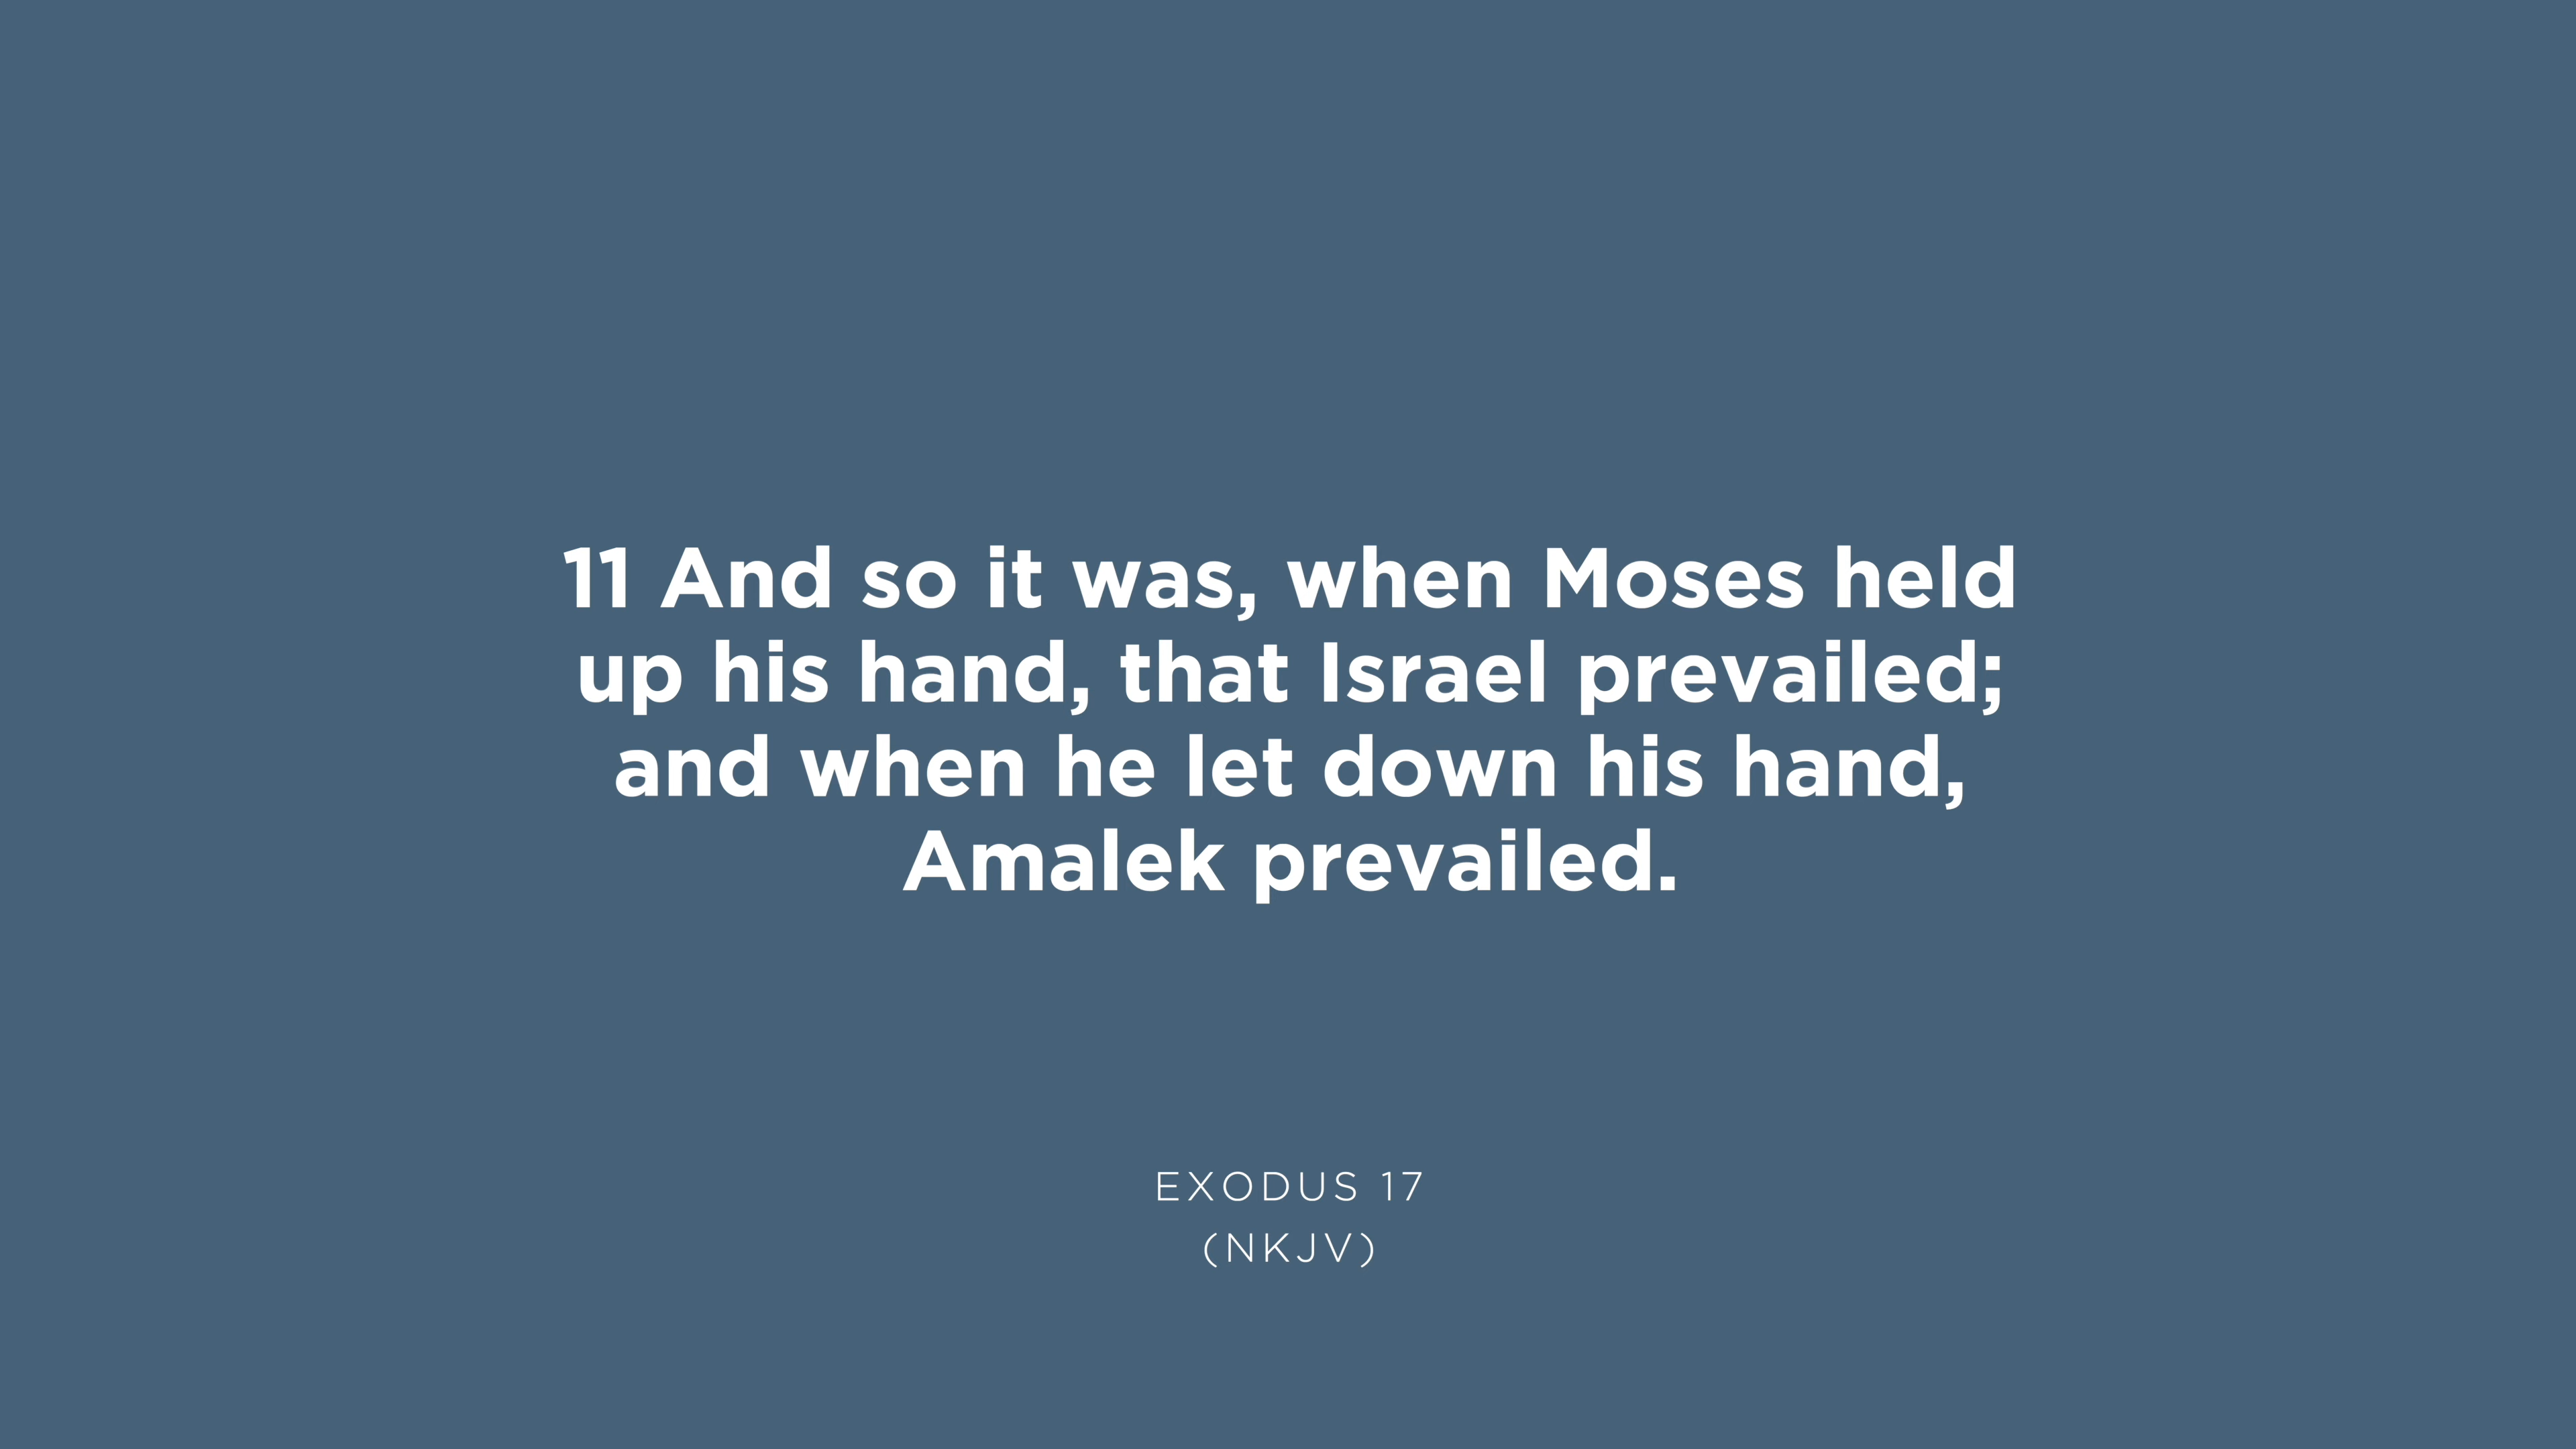 11 And so it was, when Moses held
up his hand, that Israel prevailed;
and when he let down his hand,
Amalek prevailed.
EXODUS 17
(NKJV)